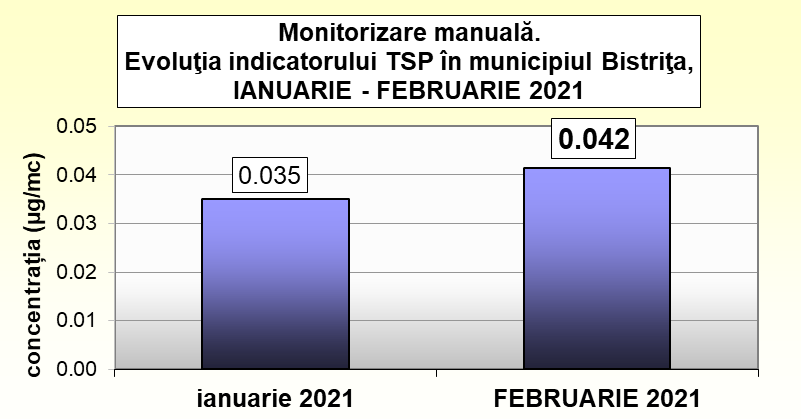 Monitorizare manuală.
Evoluţia indicatorului TSP în municipiul Bistriţa,
IANUARIE - FEBRUARIE 2021
concentrația (µg/mc)
0.05
0.04
0.03
0.02
0.01
0.00
0.035
0.042
ianuarie 2021
FEBRUARIE 2021